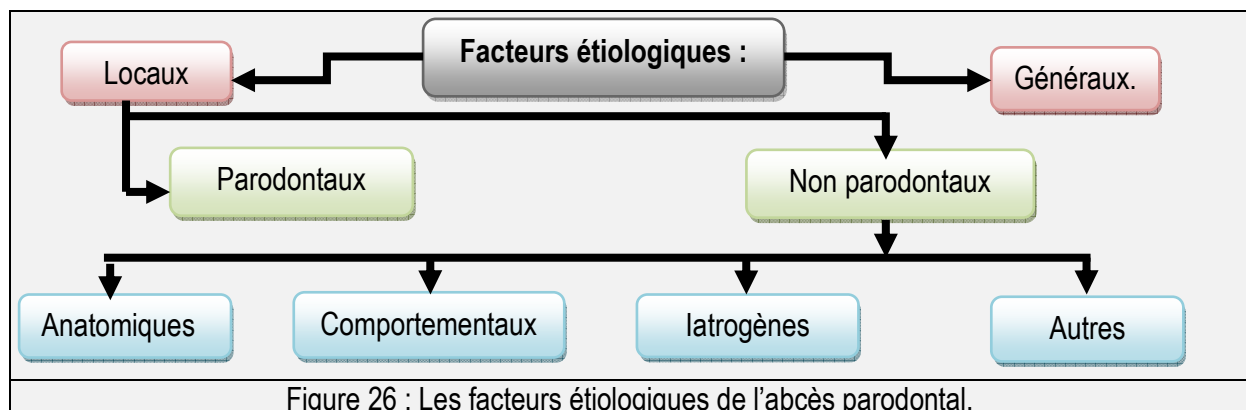 Facteurs étiologiques :
Locaux
Généraux.
Parodontaux
Non parodontaux
Anatomiques
Comportementaux
Iatrogènes
Autres
Figure 26 : Les facteurs étiologiques de l'abcès parodontal.